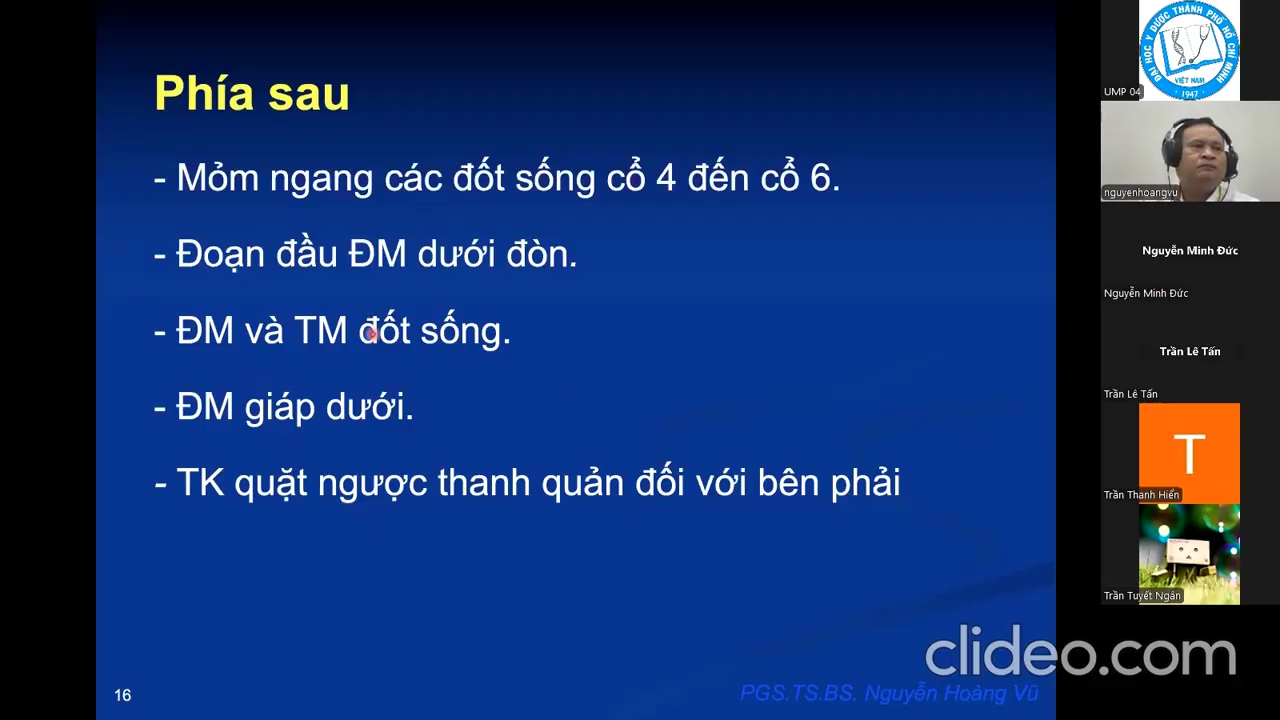 Phía sau
- Mỏm ngang các đốt sống cổ 4 đến cổ 6.
- Đoạn đầu ĐM dưới đòn.
- ĐM và TM đốt sống.
- ĐM giáp dưới.
- TK quặt ngược thanh quản đối với bên phải
16
PGS.TS.BS. Nguyễn Hoàng Vũ
clideo.com
ĐẠI HỌC Y DƯỢC THÀNH PHỐ HỒ CHÍ MINH
VIỆT NAM
1947
UMP 04
nguyenhoangvu
Nguyễn Minh Đức
Nguyễn Minh Đức
Trần Lê Tấn
Trần Lê Tấn
T
Trần Thanh Hiển
Trần Tuyết Ngân